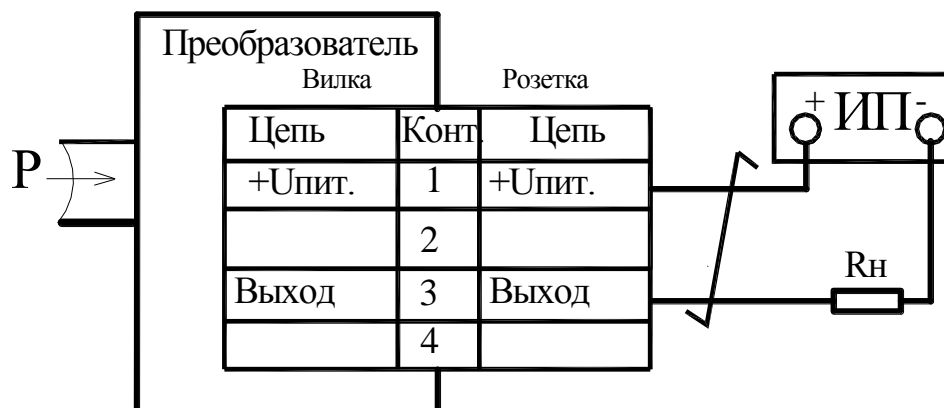 Преобразователь
Вилка Розетка
+ ИП -
Цепь Конт. Цепь
P
+Uпит. 1 +Uпит.
2
Rн
Выход 3 Выход
4